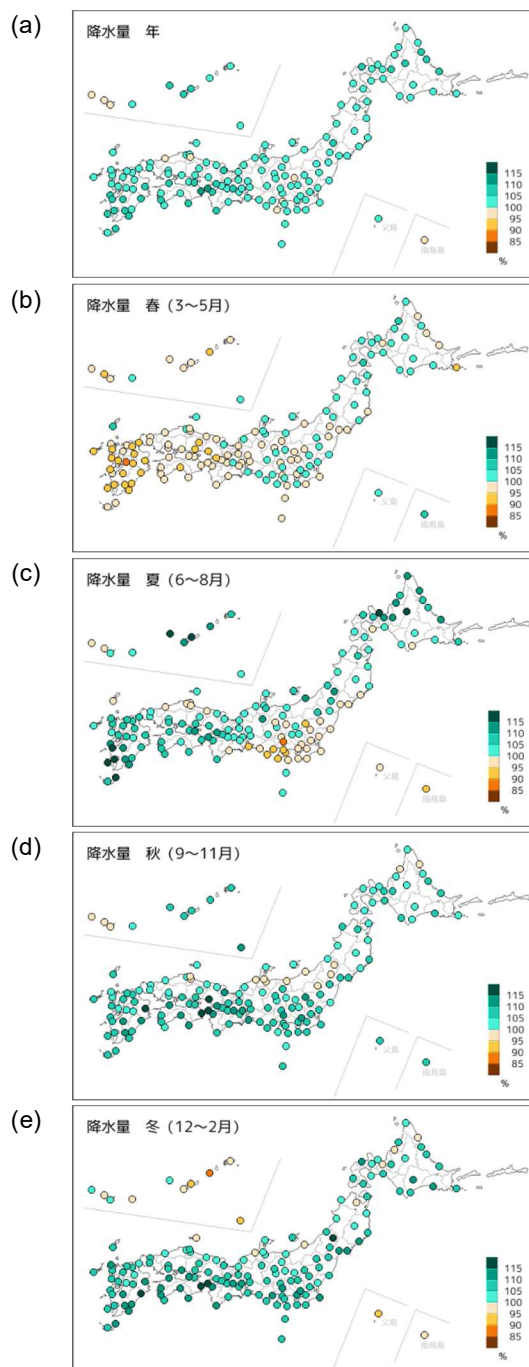 (a)
降水量 年
115
110
105
100
95
90
85
%
父島
南鳥島
(b)
降水量 春 (3～5月)
115
110
105
100
95
90
85
%
父島
南鳥島
(c)
降水量 夏 (6～8月)
115
110
105
100
95
90
85
%
父島
南鳥島
(d)
降水量 秋 (9～11月)
115
110
105
100
95
90
85
%
父島
南鳥島
(e)
降水量 冬 (12～2月)
115
110
105
100
95
90
85
%
父島
南鳥島